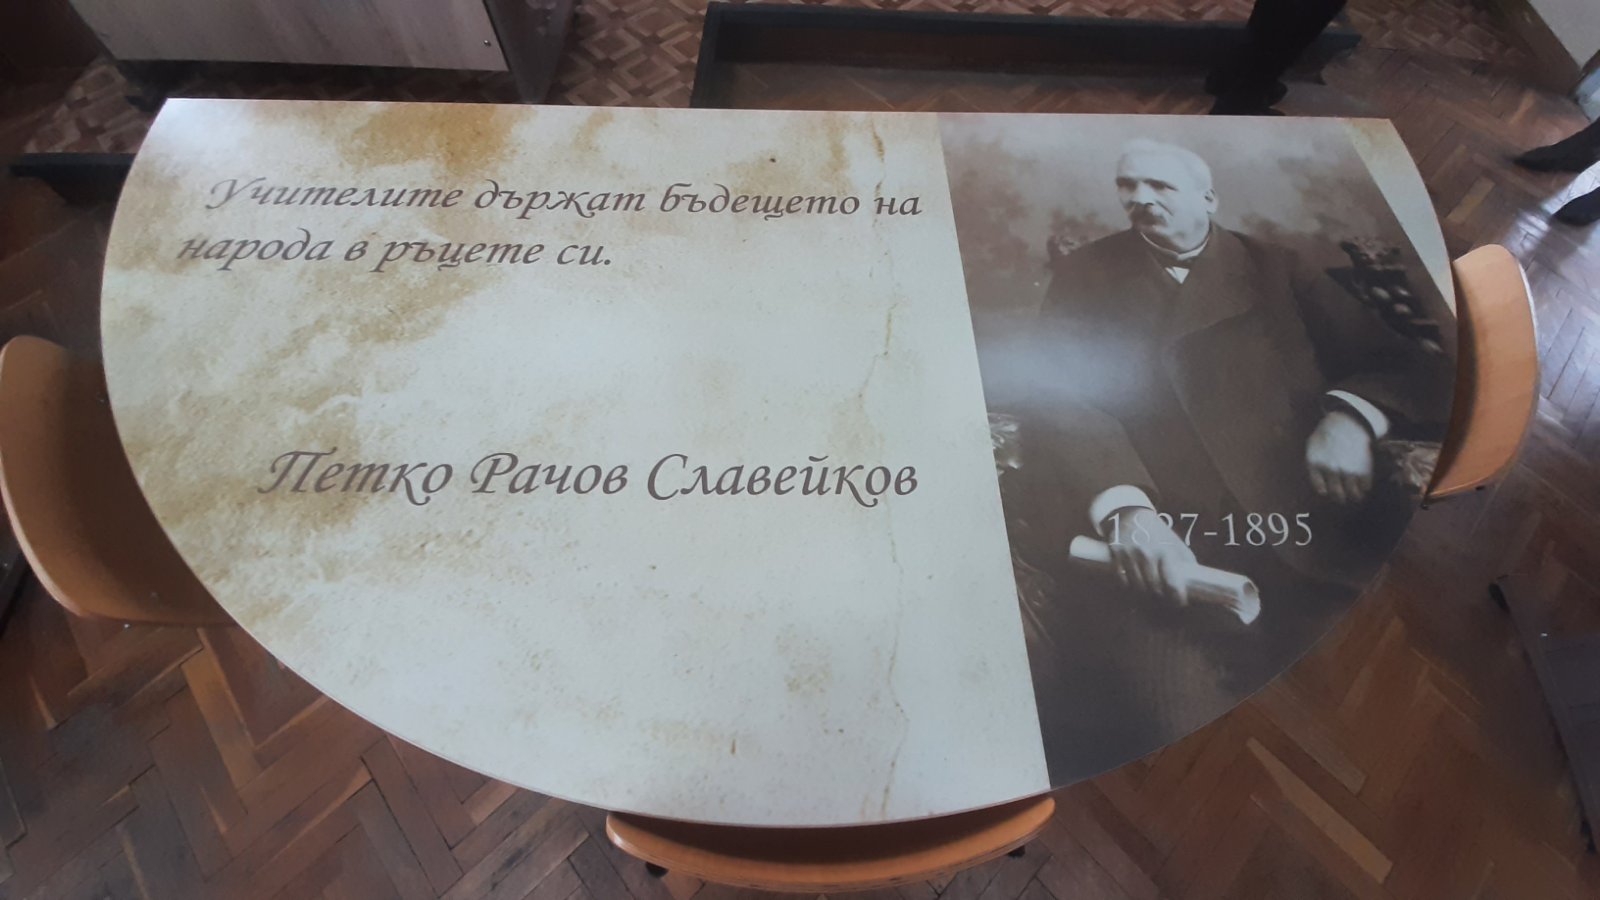 Учителите държат бъдещето на
народа в ръцете си.
Петко Рачов Славейков
1827-1895